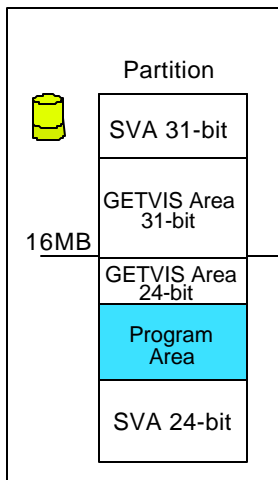 Partition
SVA 31-bit
GETVIS Area
31-bit
16MB
GETVIS Area
24-bit
Program
Area
SVA 24-bit